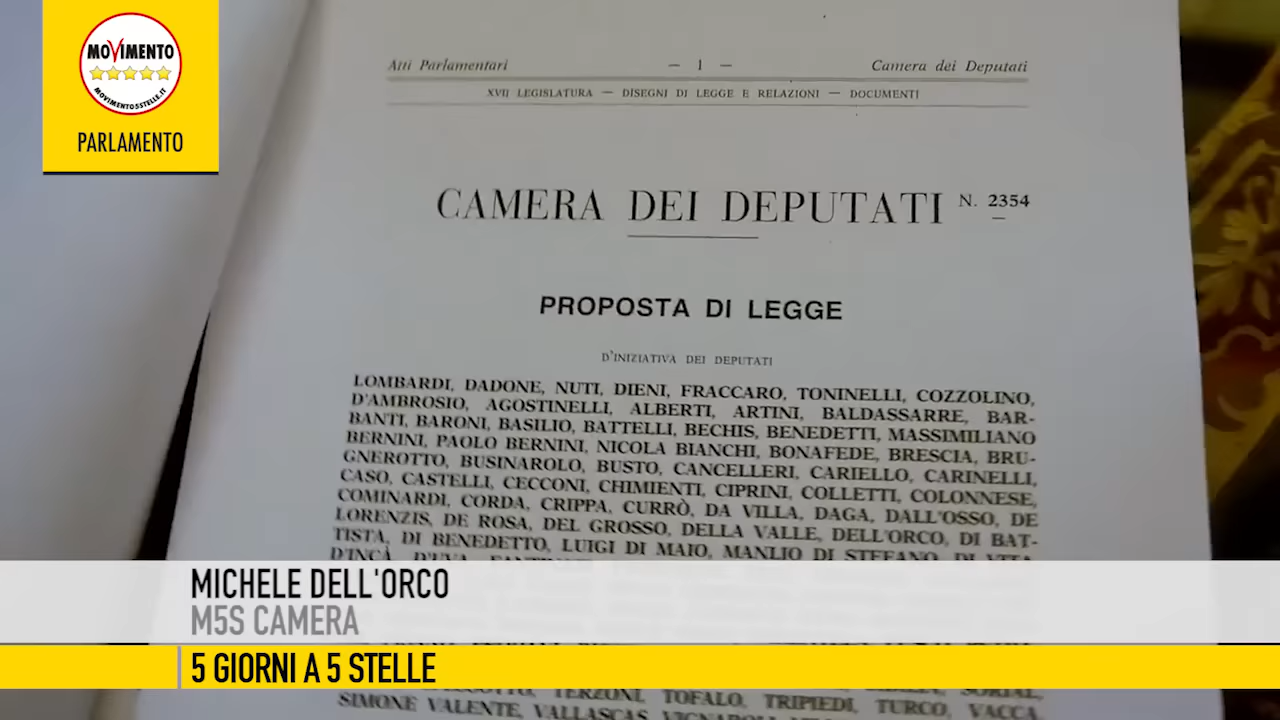 MOVIMENTO
MOVIMENTO5STELLE.IT
PARLAMENTO
Atti Parlamentari — 1 — Camera dei Deputati
XVII LEGISLATURA — DISEGNI DI LEGGE E RELAZIONI — DOCUMENTI
CAMERA DEI DEPUTATI N. 2354
PROPOSTA DI LEGGE
D'INIZIATIVA DEI DEPUTATI
LOMBARDI, DADONE, NUTI, DIENI, FRACCARO, TONINELLI, COZZOLINO,
D'AMBROSIO, AGOSTINELLI, ALBERTI, ARTINI, BALDASSARRE, BAR-
BANTI, BARONI, BASILIO, BATTELLI, BECHIS, BENEDETTI, MASSIMILIANO
BERNINI, PAOLO BERNINI, NICOLA BIANCHI, BONAFEDE, BRESCIA, BRU-
GNEROTTO, BUSINAROLO, BUSTO, CANCELLERI, CARIELLO, CARINELLI,
CASO, CASTELLI, CECCONI, CHIMIENTI, CIPRINI, COLLETTI, COLONNESE,
COMINARDI, CORDA, CRIPPA, CURRÒ, DA VILLA, DAGA, DALL'OSSO, DE
LORENZIS, DE ROSA, DEL GROSSO, DELLA VALLE, DELL'ORCO, DI BAT-
TISTA, DI BENEDETTO, LUIGI DI MAIO, MANLIO DI STEFANO, DI VITA
D'INCÀ, D'UVA,
MICHELE DELL'ORCO
M5S CAMERA
5 GIORNI A 5 STELLE
TERZONI, TOFALO, TRIPIEDI, TURCO, VACCA,
SIMONE VALENTE, VALLASCAS,